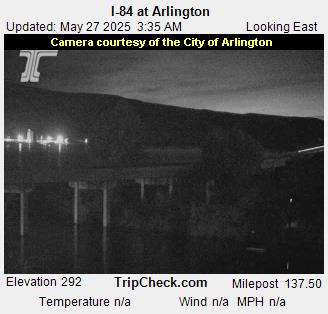 I-84 at Arlington
Updated: May 27 2025 3:35 AM Looking East
Camera courtesy of the City of Arlington
Elevation 292 TripCheck.com Milepost 137.50
Temperature n/a Wind n/a MPH n/a